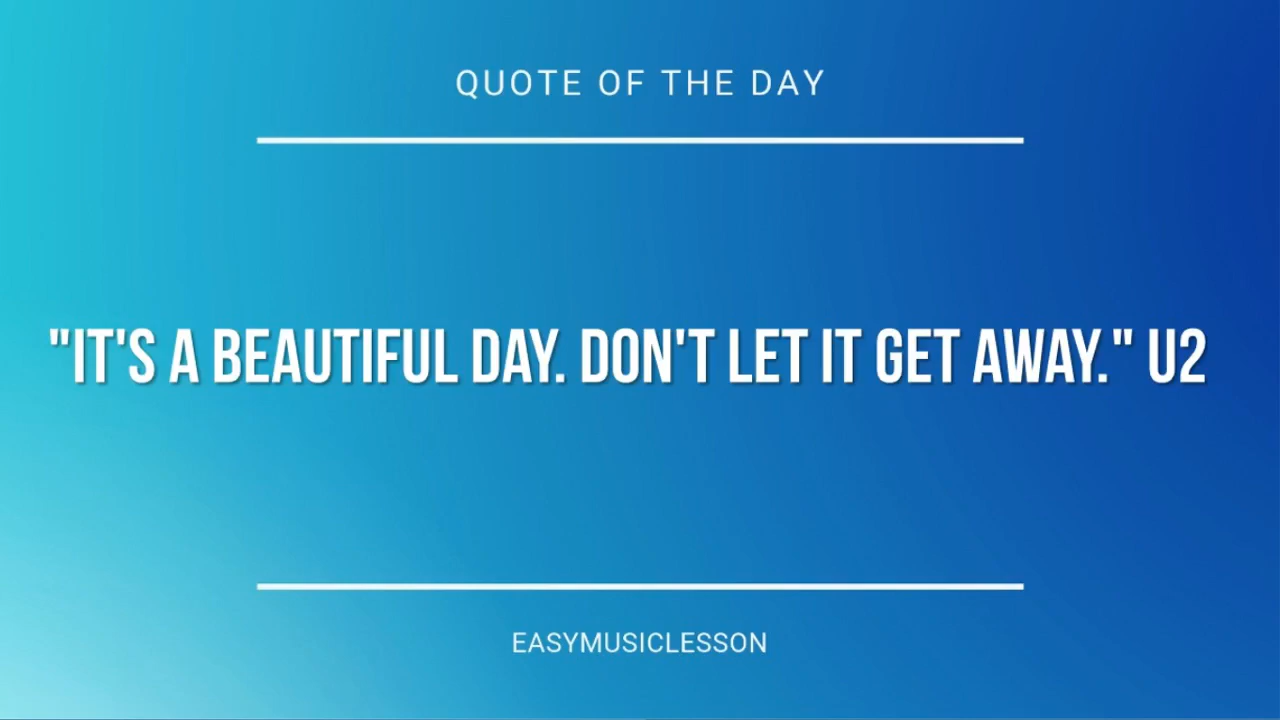 QUOTE OF THE DAY
"IT'S A BEAUTIFUL DAY. DON'T LET IT GET AWAY." U2
EASYMUSICLESSON